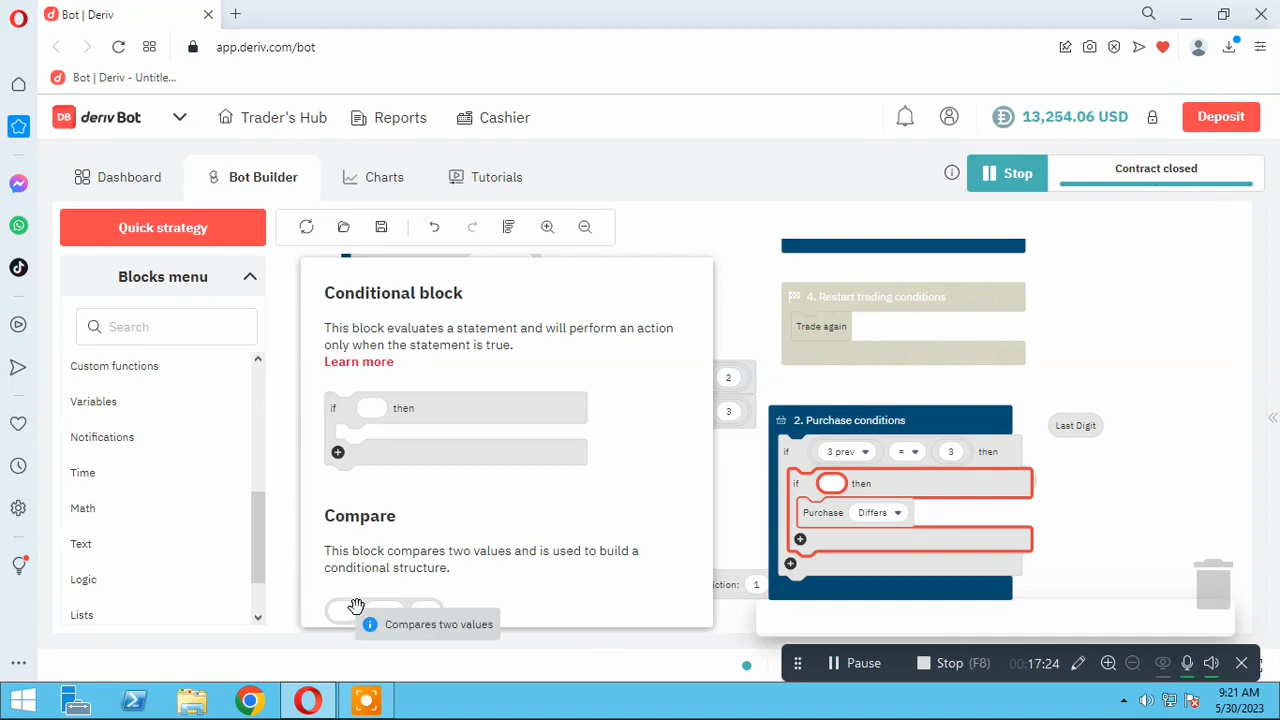 Bot | Deriv
app.deriv.com/bot
Bot | Deriv - Untitle...
DB deriv Bot
Trader's Hub
Reports
Cashier
13,254.06 USD
Deposit
Dashboard
Bot Builder
Charts
Tutorials
Stop
Contract closed
Quick strategy
Blocks menu
Search
Custom functions
Variables
Notifications
Time
Math
Text
Logic
Lists
Conditional block
This block evaluates a statement and will perform an action
only when the statement is true.
Learn more
if then
Compare
This block compares two values and is used to build a
conditional structure.
Compares two values
2
3
diction: 1
4. Restart trading conditions
Trade again
2. Purchase conditions
if 3 prev = 3 then
if then
Purchase Differs
Last Digit
Pause
Stop (F8)
00:17:24
9:21 AM
5/30/2023